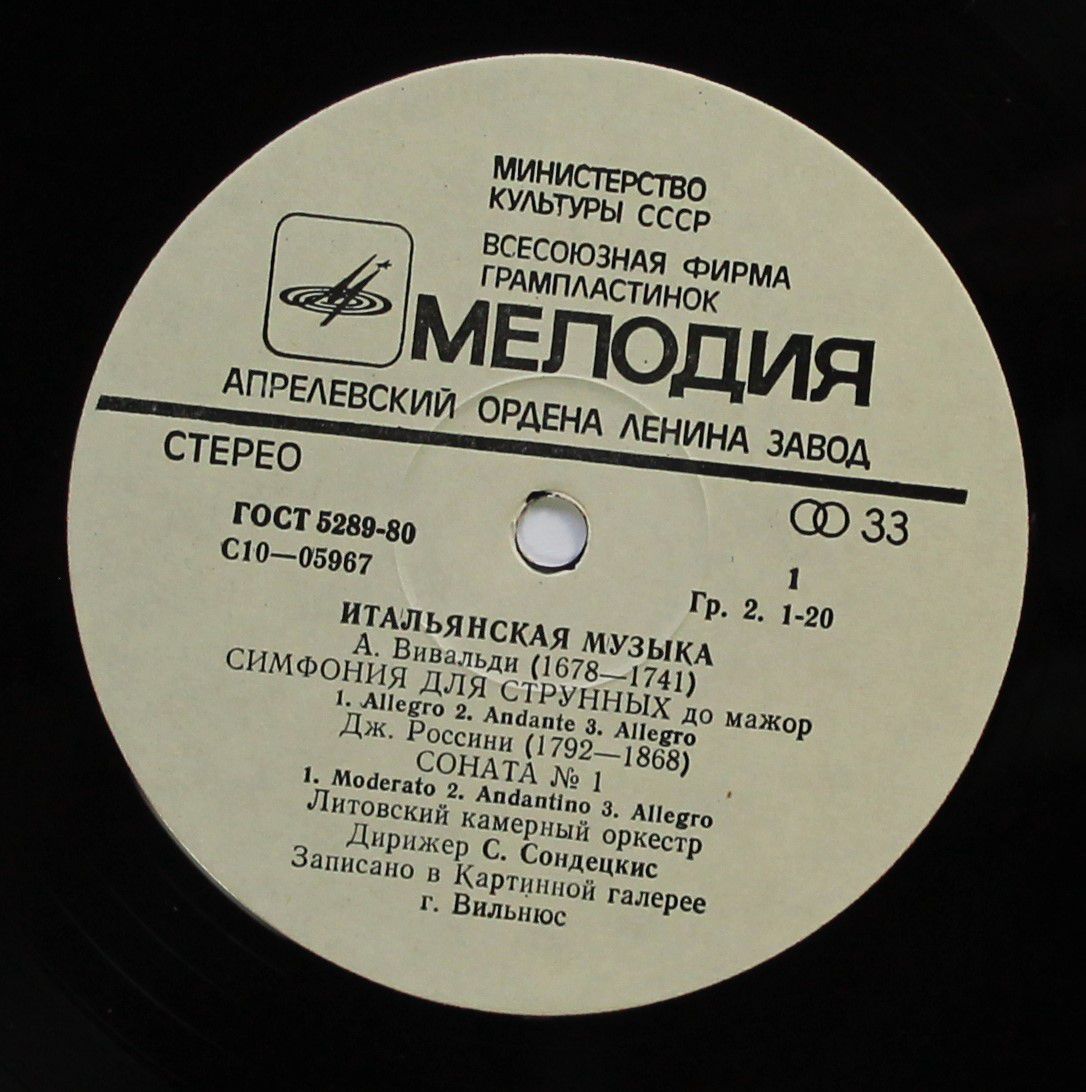 МИНИСТЕРСТВО
КУЛЬТУРЫ СССР
ВСЕСОЮЗНАЯ ФИРМА
ГРАМПЛАСТИНОК
МЕЛОДИЯ
АПРЕЛЕВСКИЙ ОРДЕНА ЛЕНИНА ЗАВОД
СТЕРЕО
33
ГОСТ 5289-80
С10—05967
1
Гр. 2. 1-20
ИТАЛЬЯНСКАЯ МУЗЫКА
А. Вивальди (1678—1741)
СИМФОНИЯ ДЛЯ СТРУННЫХ до мажор
1. Allegro 2. Andante 3. Allegro
Дж. Россини (1792—1868)
СОНАТА № 1
1. Moderato 2. Andantino 3. Allegro
Литовский камерный оркестр
Дирижер С. Сондецкис
Записано в Картинной галерее
г. Вильнюс